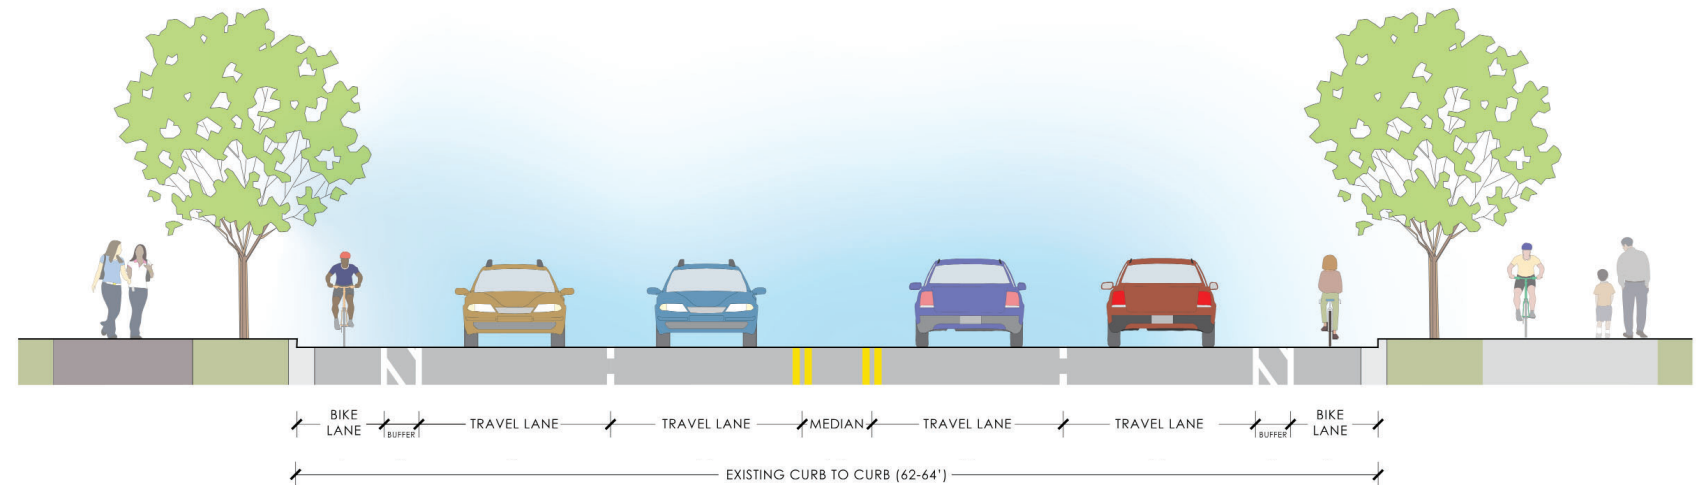 BIKE
LANE
BUFFER
TRAVEL LANE
TRAVEL LANE
MEDIAN
TRAVEL LANE
TRAVEL LANE
BUFFER
BIKE
LANE
EXISTING CURB TO CURB (62-64')